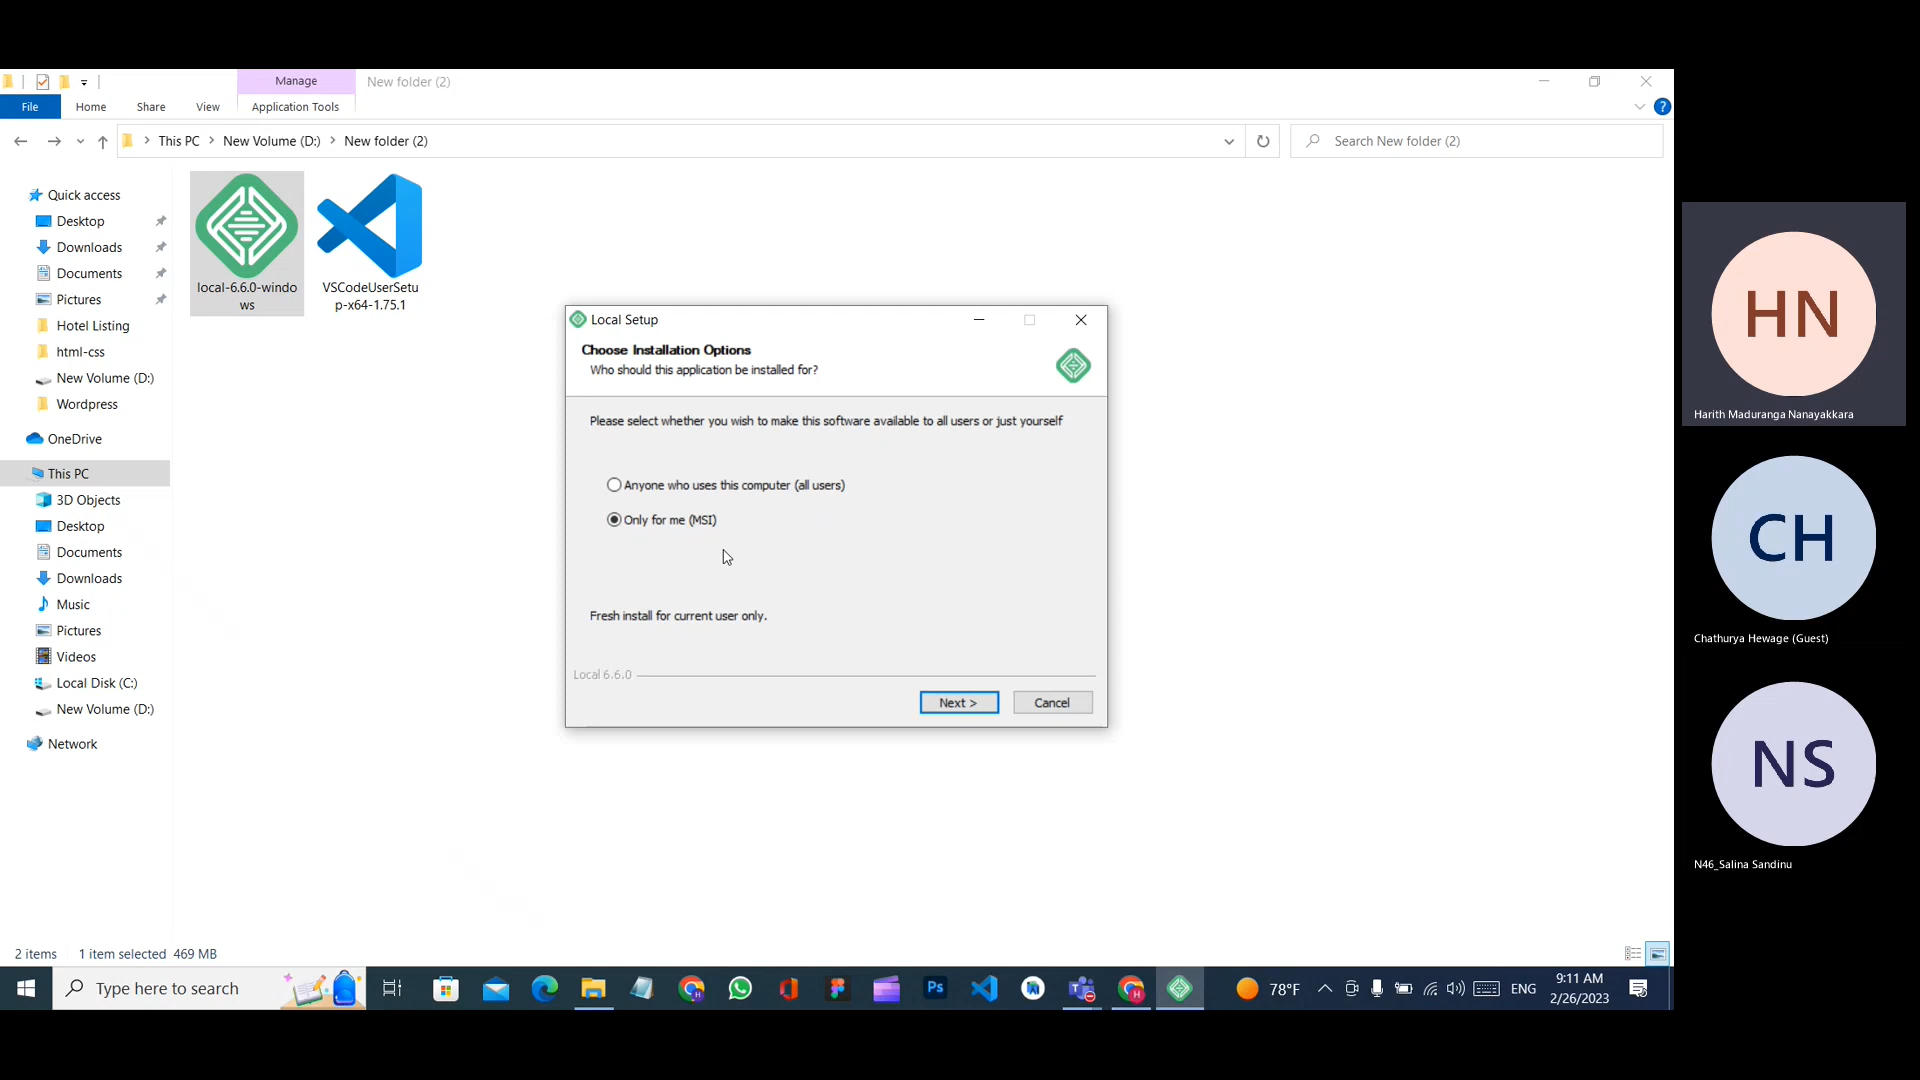 Manage
New folder (2)
File
Home
Share
View
Application Tools
This PC
New Volume (D:)
New folder (2)
Search New folder (2)
Quick access
Desktop
Downloads
Documents
Pictures
Hotel Listing
html-css
New Volume (D:)
Wordpress
OneDrive
This PC
3D Objects
Desktop
Documents
Downloads
Music
Pictures
Videos
Local Disk (C:)
New Volume (D:)
Network
local-6.6.0-windo
ws
VSCodeUserSetu
p-x64-1.75.1
Local Setup
Choose Installation Options
Who should this application be installed for?
Please select whether you wish to make this software available to all users or just yourself
Anyone who uses this computer (all users)
Only for me (MSI)
Fresh install for current user only.
Local 6.6.0
Next >
Cancel
2 items
1 item selected 469 MB
Type here to search
Ps
78°F
ENG
9:11 AM
2/26/2023
HN
Harith Maduranga Nanayakkara
CH
Chathurya Hewage (Guest)
NS
N46_Salina Sandinu